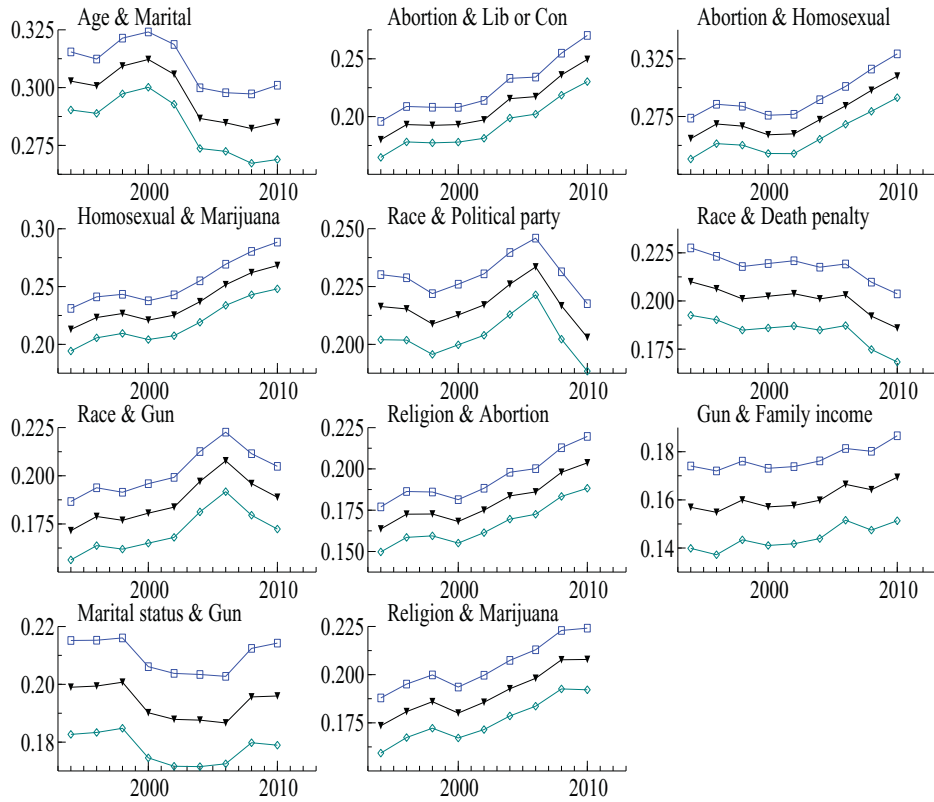 Age & Marital Abortion & Lib or Con Abortion & Homosexual
0.325 0.25 0.325
0.300 0.20 0.275
0.275
2000 2010 2000 2010 2000 2010
Homosexual & Marijuana Race & Political party Race & Death penalty
0.30 0.250 0.225
0.25 0.225 0.200
0.20 0.200 0.175
2000 2010 2000 2010 2000 2010
Race & Gun Religion & Abortion Gun & Family income
0.225 0.225 0.18
0.200 0.200 0.16
0.175 0.175 0.14
0.150
2000 2010 2000 2010 2000 2010
Marital status & Gun Religion & Marijuana
0.22 0.225
0.20 0.200
0.18 0.175
2000 2010 2000 2010